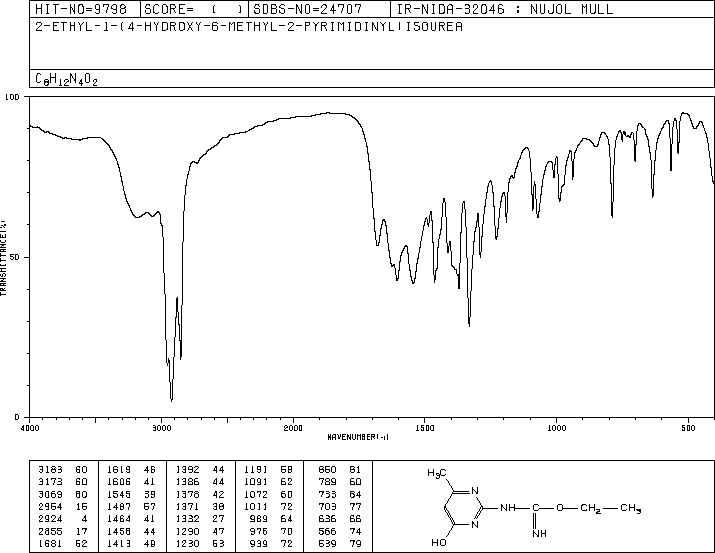 HIT-NO=9798 SCORE= ( ) SDBS-NO=24707 IR-NIDA-32046 : NUJOL MULL
2-ETHYL-1-(4-HYDROXY-6-METHYL-2-PYRIMIDINYL)ISOUREA
C8H12N4O2
100
50
0
TRANSMITTANCE(%)
4000 3000 2000 1500 1000 500
WAVENUMBER(-1)
3183 60 1619 46 1392 44 1191 58 850 81
3173 60 1606 41 1386 44 1091 62 789 60
3069 60 1545 39 1378 42 1072 60 733 84
2954 16 1487 57 1371 38 1011 72 703 77
2924 4 1464 41 1332 27 989 64 636 66
2855 17 1458 44 1290 47 976 70 566 74
1681 52 1413 49 1230 53 939 72 539 79
H3C
N
N
HO
NH
C
NH
O
CH2
CH3